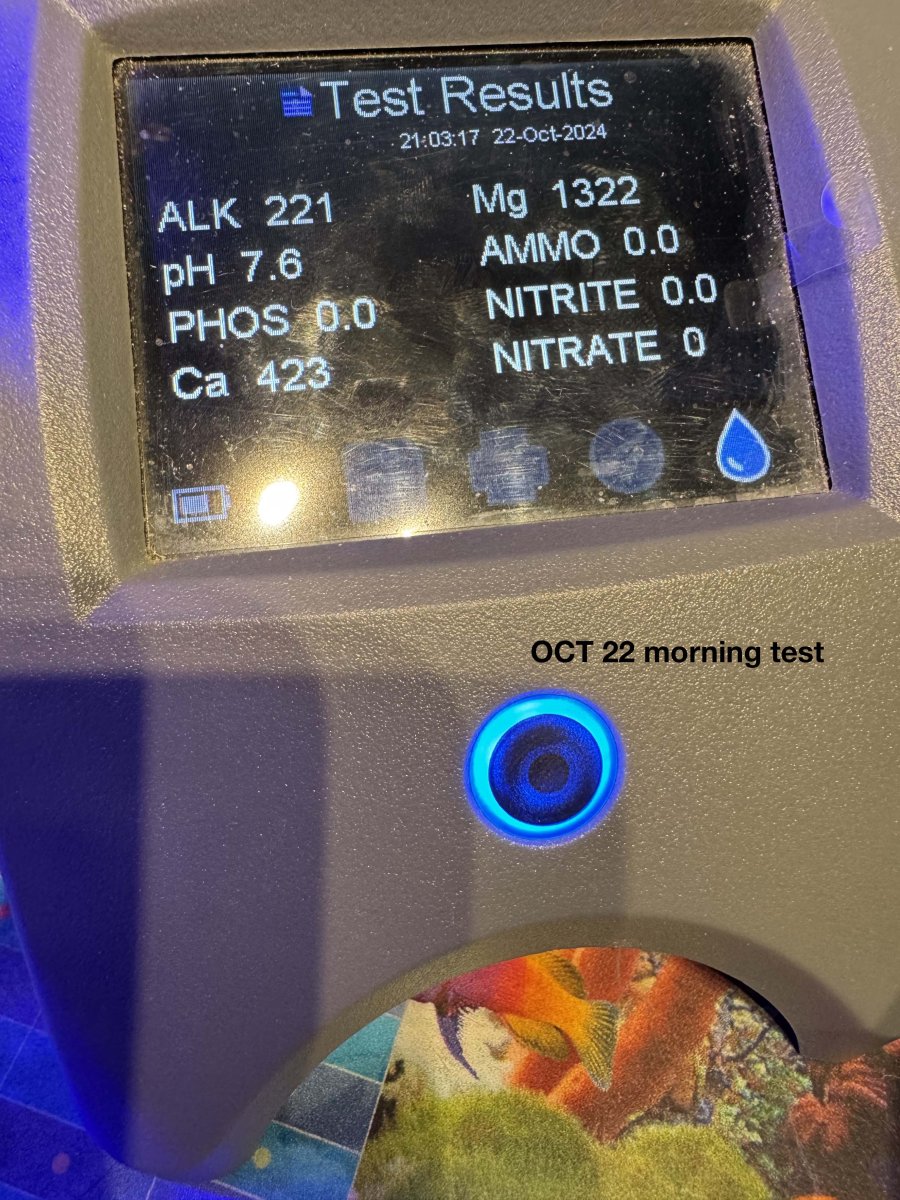 Test Results
21:03:17 22-Oct-2024
ALK 221
pH 7.6
PHOS 0.0
Ca 423
Mg 1322
AMMO 0.0
NITRITE 0.0
NITRATE 0
OCT 22 morning test